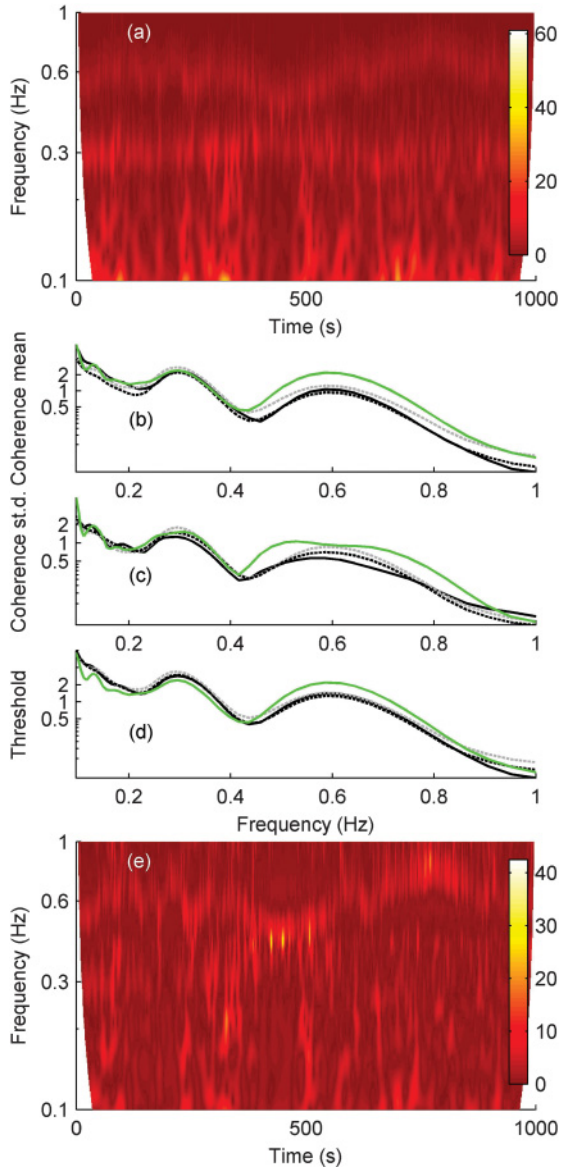 (a)
Frequency (Hz)
1
0.6
0.3
0.1
60
40
20
0
0 500 1000
Time (s)
Coherence mean
2
1
0.5
(b)
0.2 0.4 0.6 0.8 1
Coherence st.d.
2
1
0.5
(c)
0.2 0.4 0.6 0.8 1
Threshold
2
1
0.5
(d)
0.2 0.4 0.6 0.8 1
Frequency (Hz)
(e)
Frequency (Hz)
1
0.6
0.3
0.1
40
30
20
10
0
0 500 1000
Time (s)